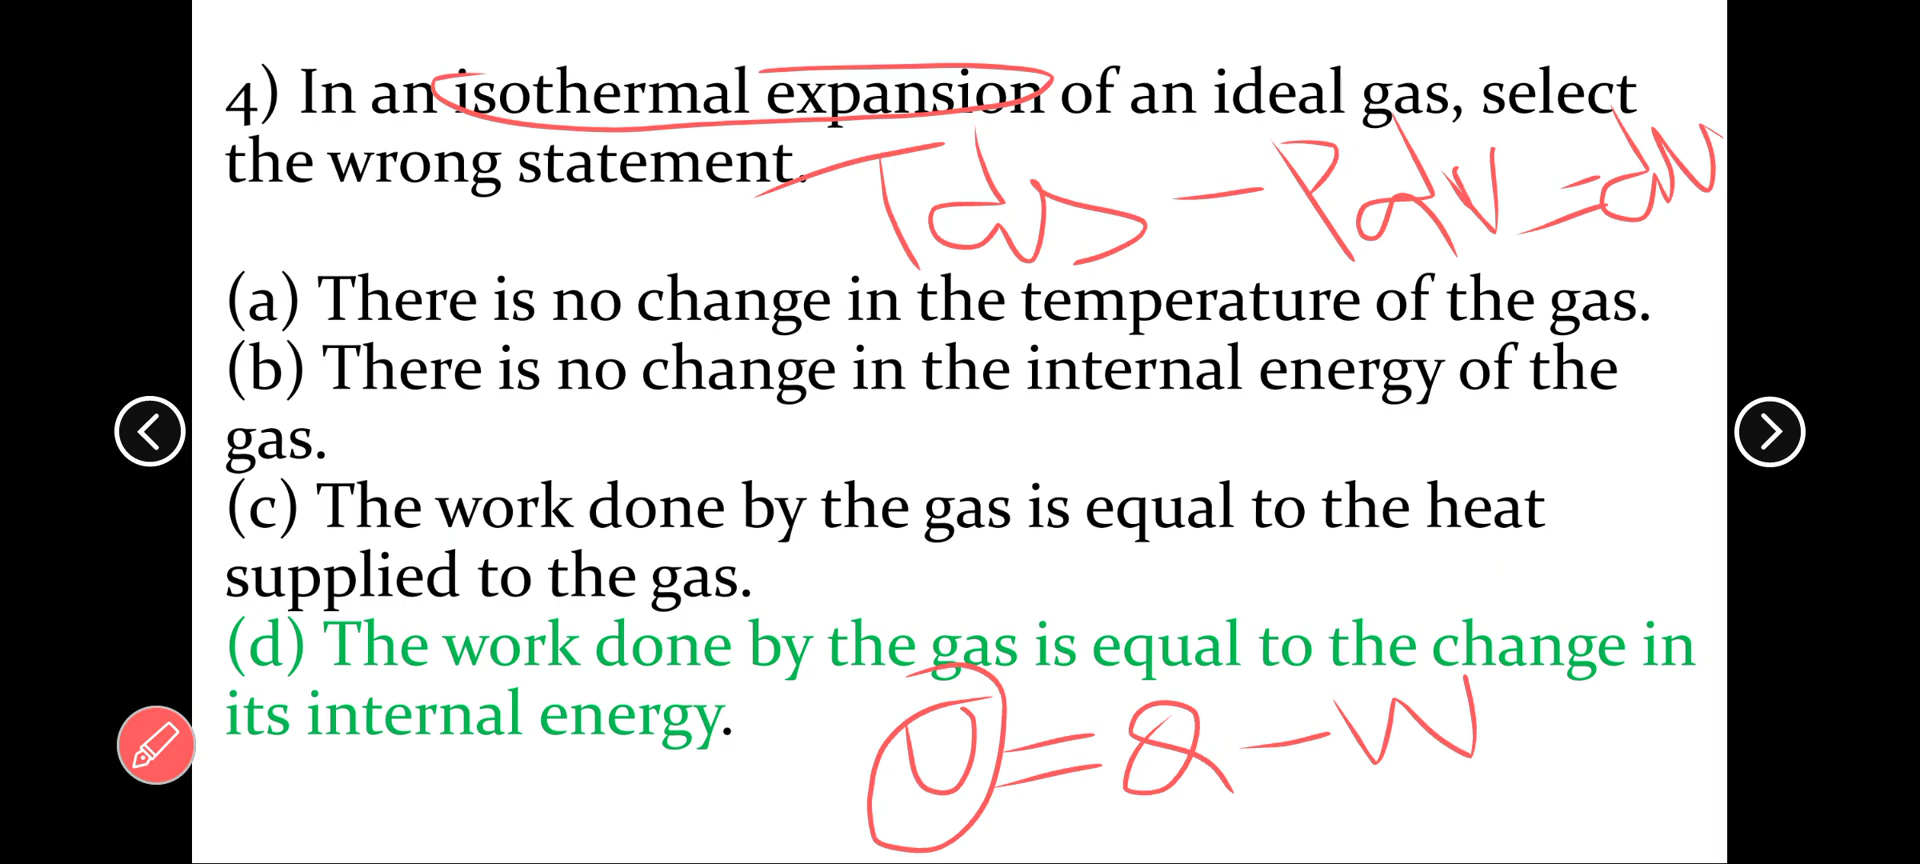 4) In an isothermal expansion of an ideal gas, select
the wrong statement.
Tds - Pdv = dU
(a) There is no change in the temperature of the gas.
(b) There is no change in the internal energy of the
gas.
(c) The work done by the gas is equal to the heat
supplied to the gas.
(d) The work done by the gas is equal to the change in
its internal energy.
U = Q - W